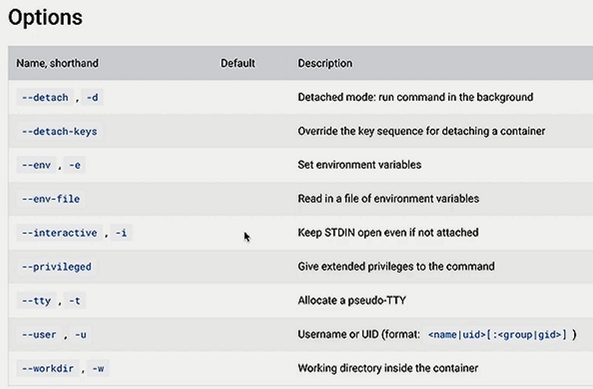 Options
Name, shorthand Default Description
--detach , -d Detached mode: run command in the background
--detach-keys Override the key sequence for detaching a container
--env , -e Set environment variables
--env-file Read in a file of environment variables
--interactive , -i Keep STDIN open even if not attached
--privileged Give extended privileges to the command
--tty , -t Allocate a pseudo-TTY
--user , -u Username or UID (format: <name|uid>[:<group|gid>] )
--workdir , -w Working directory inside the container